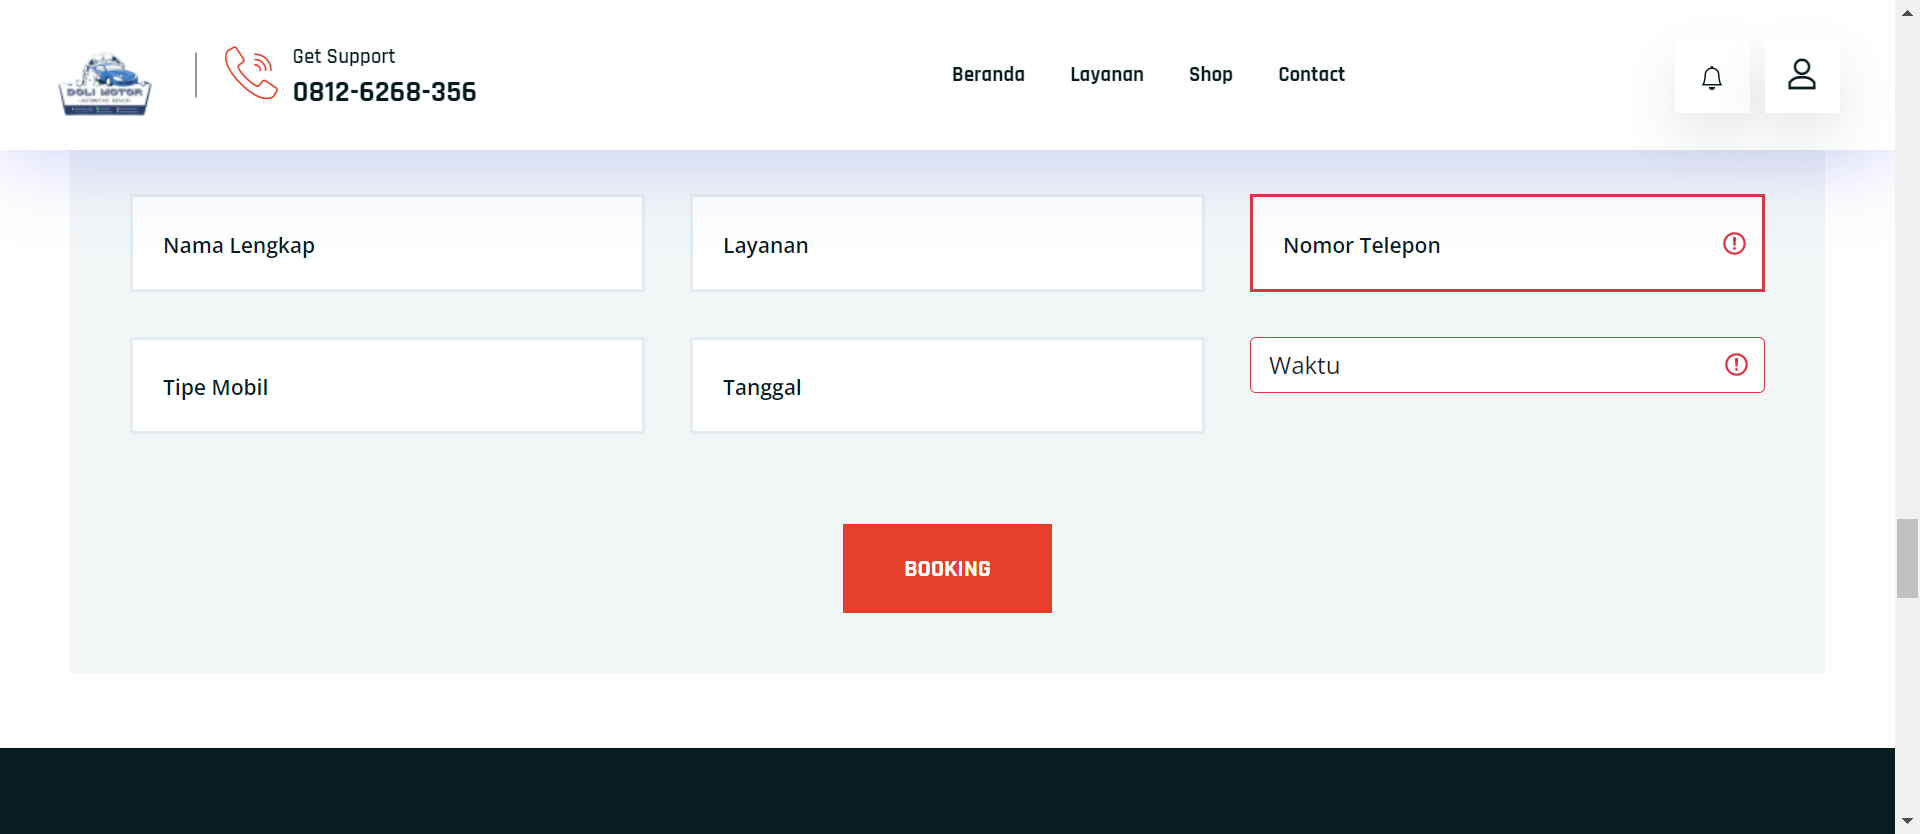 DOLI MOTOR
Get Support
0812-6268-356
Beranda
Layanan
Shop
Contact
Nama Lengkap
Layanan
Nomor Telepon
Tipe Mobil
Tanggal
Waktu
BOOKING